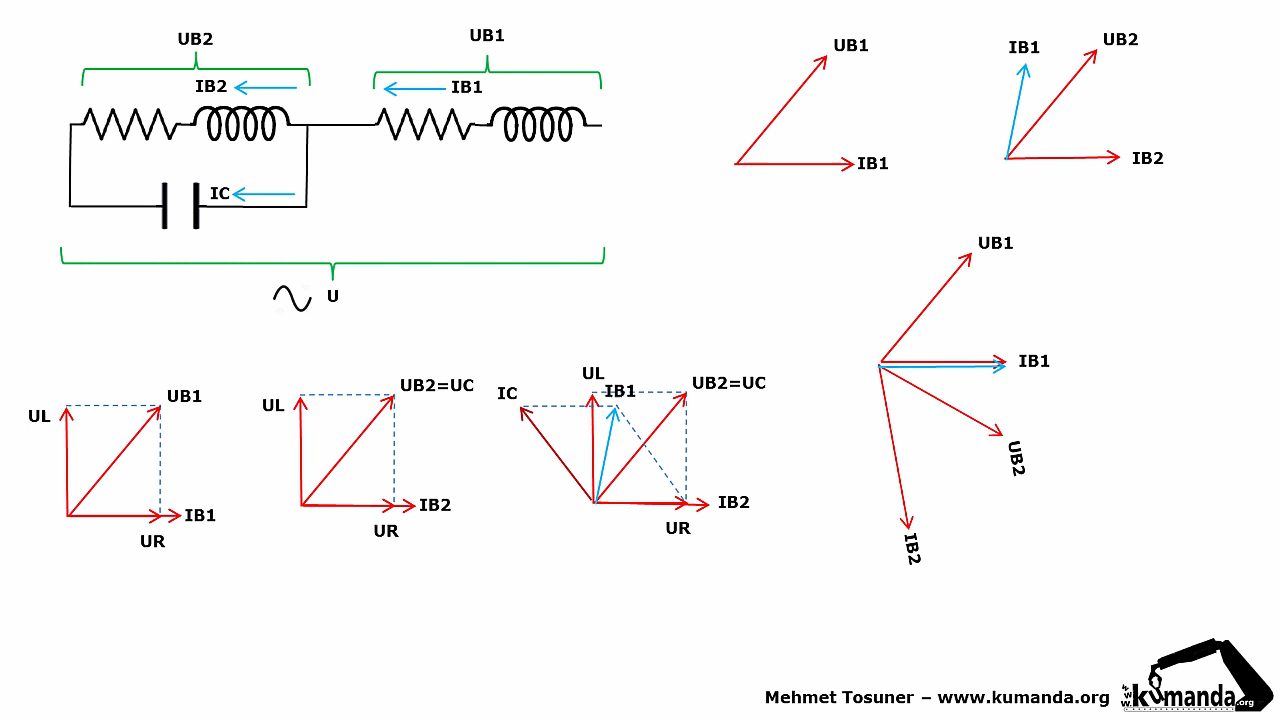 UB2
UB1
IB2
IB1
IC
U
UB1
IB1
IB1
UB2
IB2
UB1
IB1
UB2
IB2
UL
UB1
IB1
UR
UL
UB2=UC
IB2
UR
IC
UL
IB1
UB2=UC
IB2
UR
Mehmet Tosuner – www.kumanda.org
www.kumanda.org